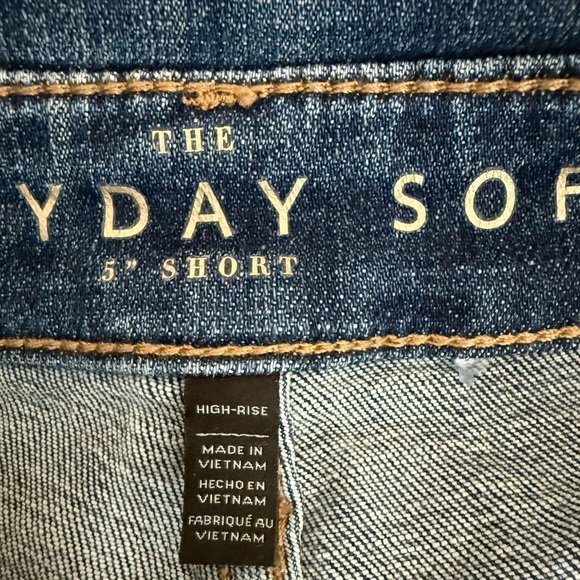 THE
YDAY SOF
5” SHORT
HIGH-RISE
MADE IN
VIETNAM
HECHO EN
VIETNAM
FABRIQUÉ AU
VIETNAM